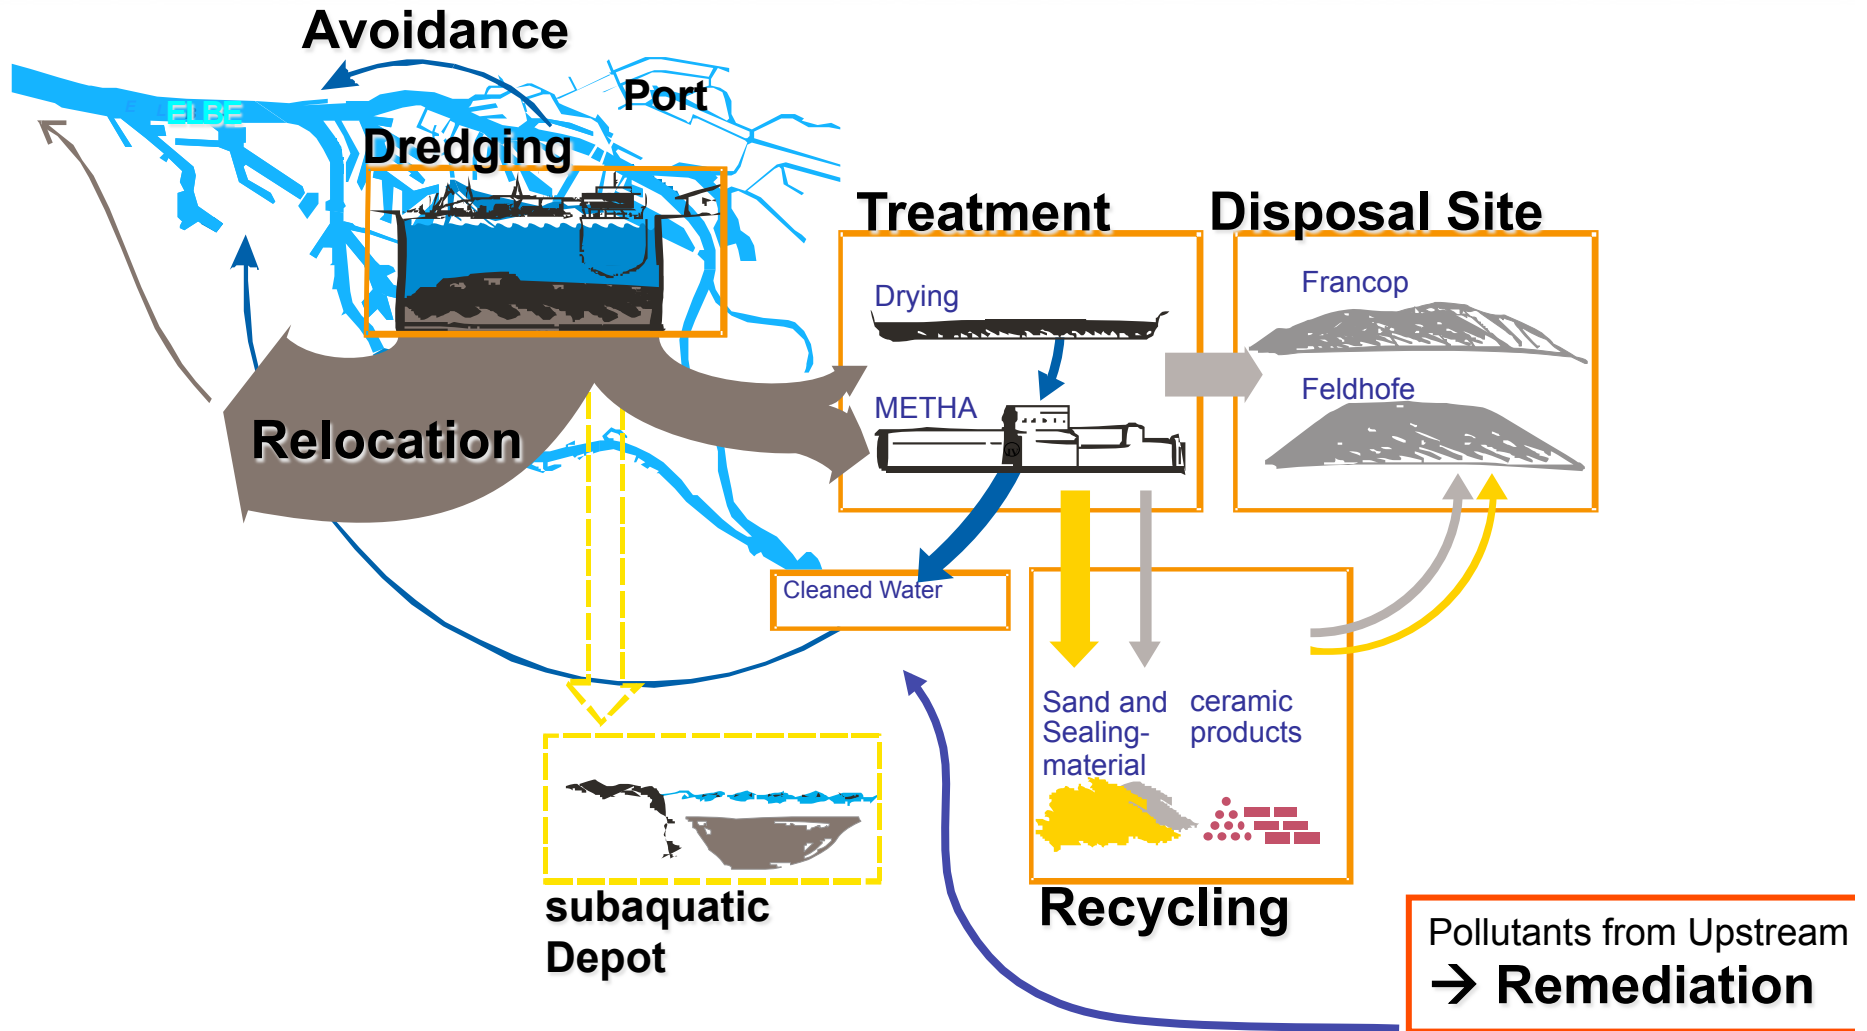 Avoidance
Port
E L
ELBE
Dredging
Treatment
Disposal Site
Drying
Francop
METHA
Feldhofe
Relocation
Cleaned Water
Sand and
Sealing-
material
ceramic
products
subaquatic
Depot
Recycling
Pollutants from Upstream
→ Remediation